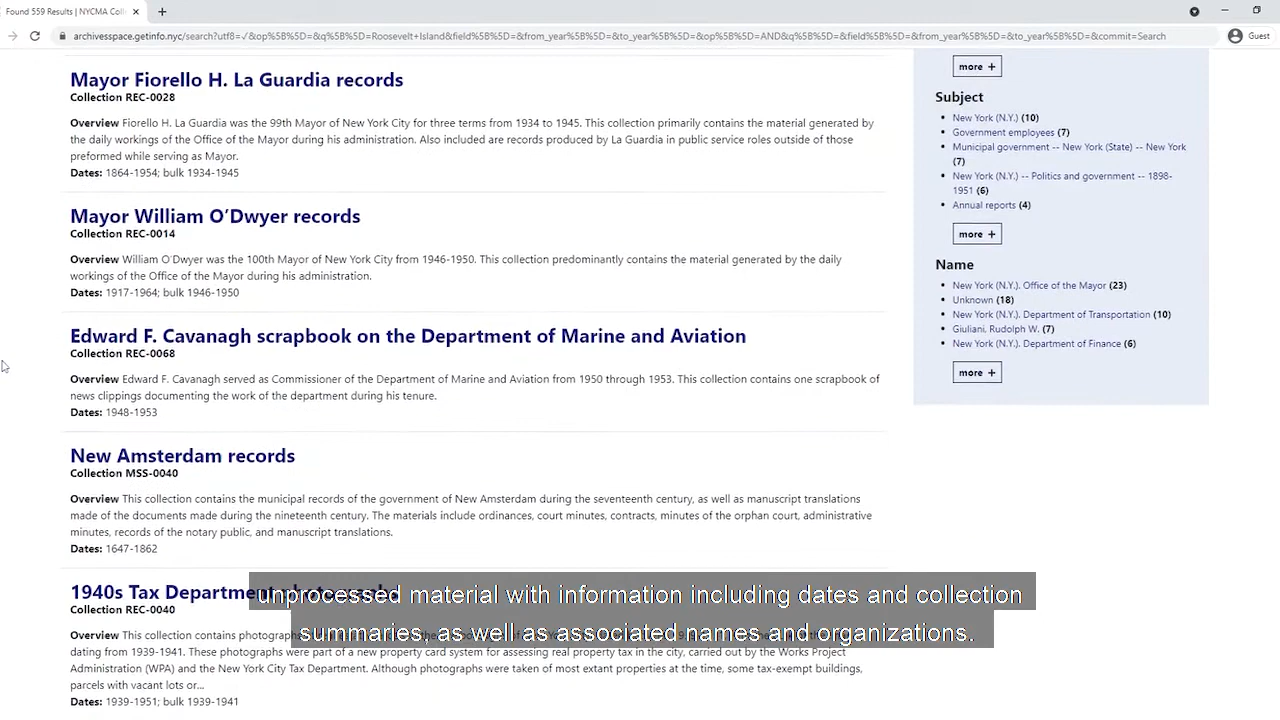 Found 559 Results | NYCMA Coll
archivesspace.getinfo.nyc/search?utf8=✓&op%5B%5D=&q%5B%5D=Roosevelt+Island&field%5B%5D=&from_year%5B%5D=&to_year%5B%5D=&op%5B%5D=AND&q%5B%5D=&field%5B%5D=&from_year%5B%5D=&to_year%5B%5D=&commit=Search
Guest
Mayor Fiorello H. La Guardia records
Collection REC-0028
Overview Fiorello H. La Guardia was the 99th Mayor of New York City for three terms from 1934 to 1945. This collection primarily contains the material generated by
the daily workings of the Office of the Mayor during his administration. Also included are records produced by La Guardia in public service roles outside of those
preformed while serving as Mayor.
Dates: 1864-1954; bulk 1934-1945
Mayor William O’Dwyer records
Collection REC-0014
Overview William O'Dwyer was the 100th Mayor of New York City from 1946-1950. This collection predominantly contains the material generated by the daily
workings of the Office of the Mayor during his administration.
Dates: 1917-1964; bulk 1946-1950
Edward F. Cavanagh scrapbook on the Department of Marine and Aviation
Collection REC-0068
Overview Edward F. Cavanagh served as Commissioner of the Department of Marine and Aviation from 1950 through 1953. This collection contains one scrapbook of
news clippings documenting the work of the department during his tenure.
Dates: 1948-1953
New Amsterdam records
Collection MSS-0040
Overview This collection contains the municipal records of the government of New Amsterdam during the seventeenth century, as well as manuscript translations
made of the documents made during the nineteenth century. The materials include ordinances, court minutes, contracts, minutes of the orphan court, administrative
minutes, records of the notary public, and manuscript translations.
Dates: 1647-1862
1940s Tax Department
Collection REC-0040
Overview This collection contains photographs
dating from 1939-1941. These photographs were part of a new property card system for assessing real property tax in the city, carried out by the Works Project
Administration (WPA) and the New York City Tax Department. Although photographs were taken of most extant properties at the time, some tax-exempt buildings,
parcels with vacant lots or...
Dates: 1939-1951; bulk 1939-1941
more +
Subject
New York (N.Y.) (10)
Government employees (7)
Municipal government -- New York (State) -- New York
(7)
New York (N.Y.) -- Politics and government -- 1898-
1951 (6)
Annual reports (4)
more +
Name
New York (N.Y.). Office of the Mayor (23)
Unknown (18)
New York (N.Y.). Department of Transportation (10)
Giuliani, Rudolph W. (7)
New York (N.Y.). Department of Finance (6)
more +
unprocessed material with information including dates and collection
summaries, as well as associated names and organizations.